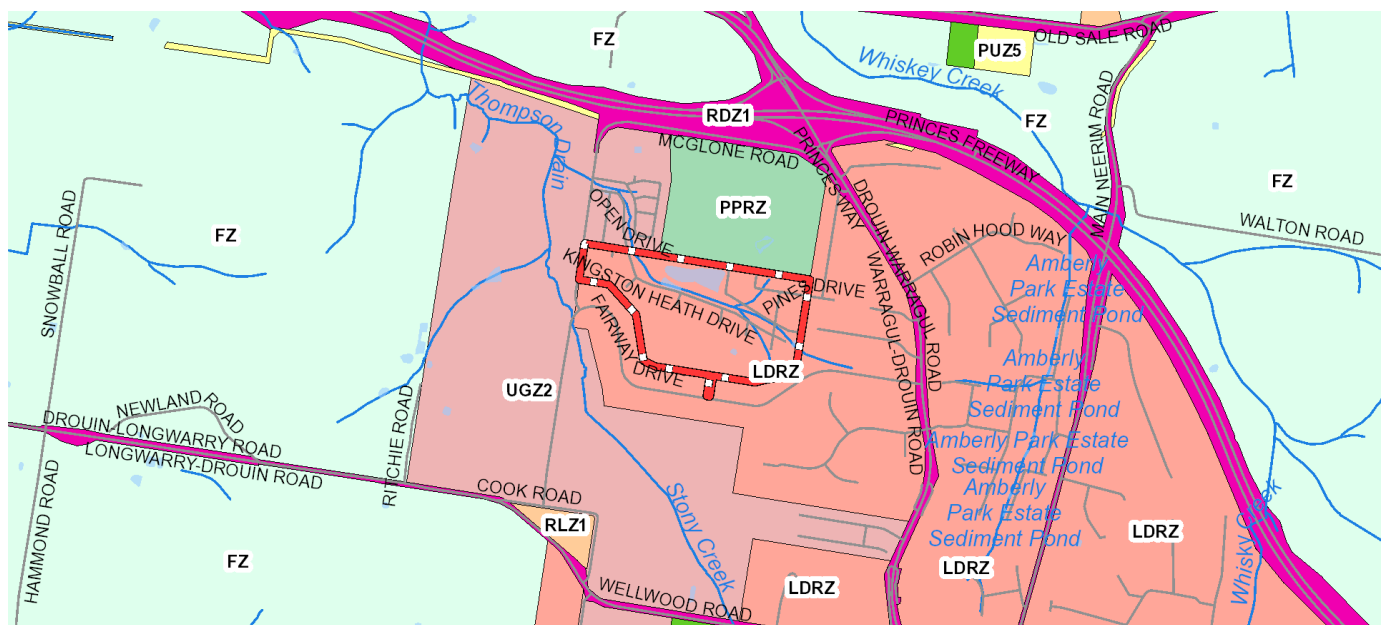 OLD SALE ROAD
FZ
PUZ5
Whiskey Creek
Thompson Drain
RDZ1
PRINCES FREEWAY
FZ
MCGLONE ROAD
PRINCES WAY
MAIN NEERIM ROAD
FZ
SNOWBALL ROAD
OPENDRIVE
PPRZ
DROUIN-WARRAGUL ROAD
WALTON ROAD
FZ
ROBIN HOOD WAY
KINGSTON HEATH DRIVE
PINES DRIVE
WARRAGUL-DROUIN ROAD
Amberly
Park Estate
Sediment Pond
FAIRWAY DRIVE
LDRZ
Amberly
Park Estate
Sediment Pond
UGZ2
NEWLAND ROAD
RITCHIE ROAD
DROUIN-LONGWARRY ROAD
LONGWARRY-DROUIN ROAD
Amberly Park Estate
Sediment Pond
HAMMOND ROAD
COOK ROAD
Stony Creek
Amberly
Park Estate
Sediment Pond
RLZ1
LDRZ
Whisky Creek
FZ
LDRZ
LDRZ
WELLWOOD ROAD